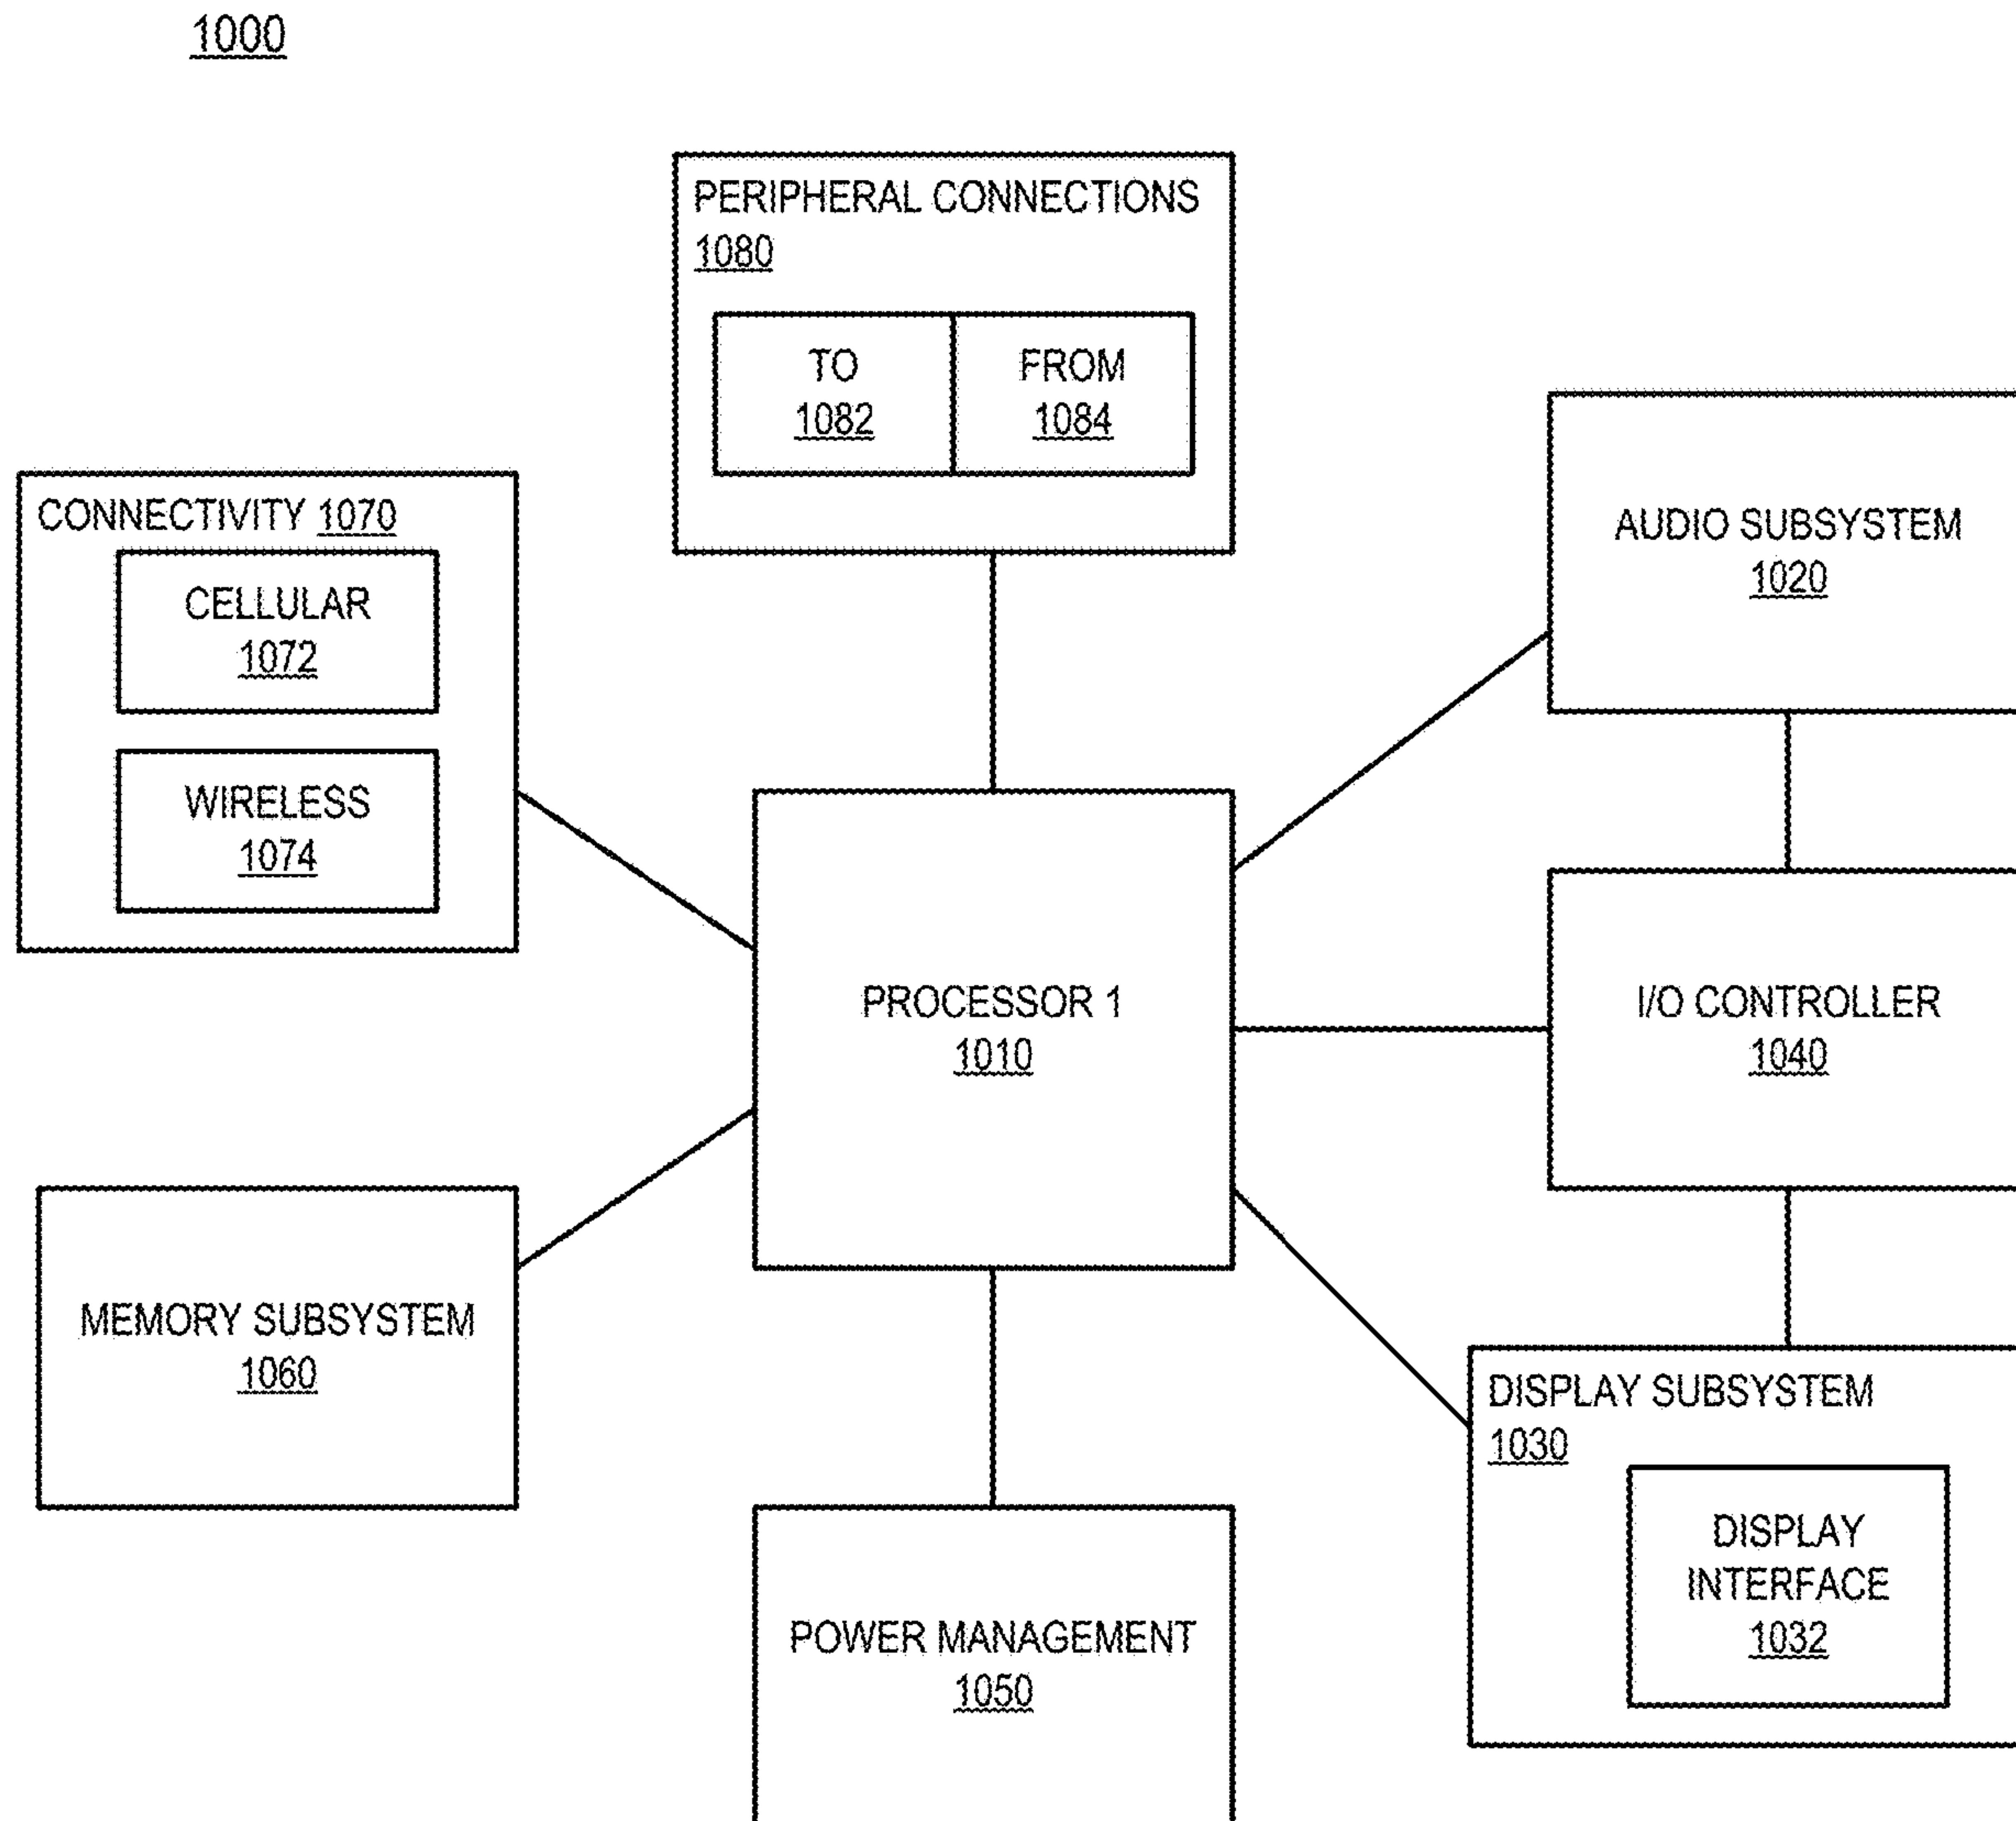 1000
PERIPHERAL CONNECTIONS
1080
TO
1082
FROM
1084
CONNECTIVITY 1070
CELLULAR
1072
WIRELESS
1074
AUDIO SUBSYSTEM
1020
PROCESSOR 1
1010
I/O CONTROLLER
1040
MEMORY SUBSYSTEM
1060
DISPLAY SUBSYSTEM
1030
DISPLAY
INTERFACE
1032
POWER MANAGEMENT
1050